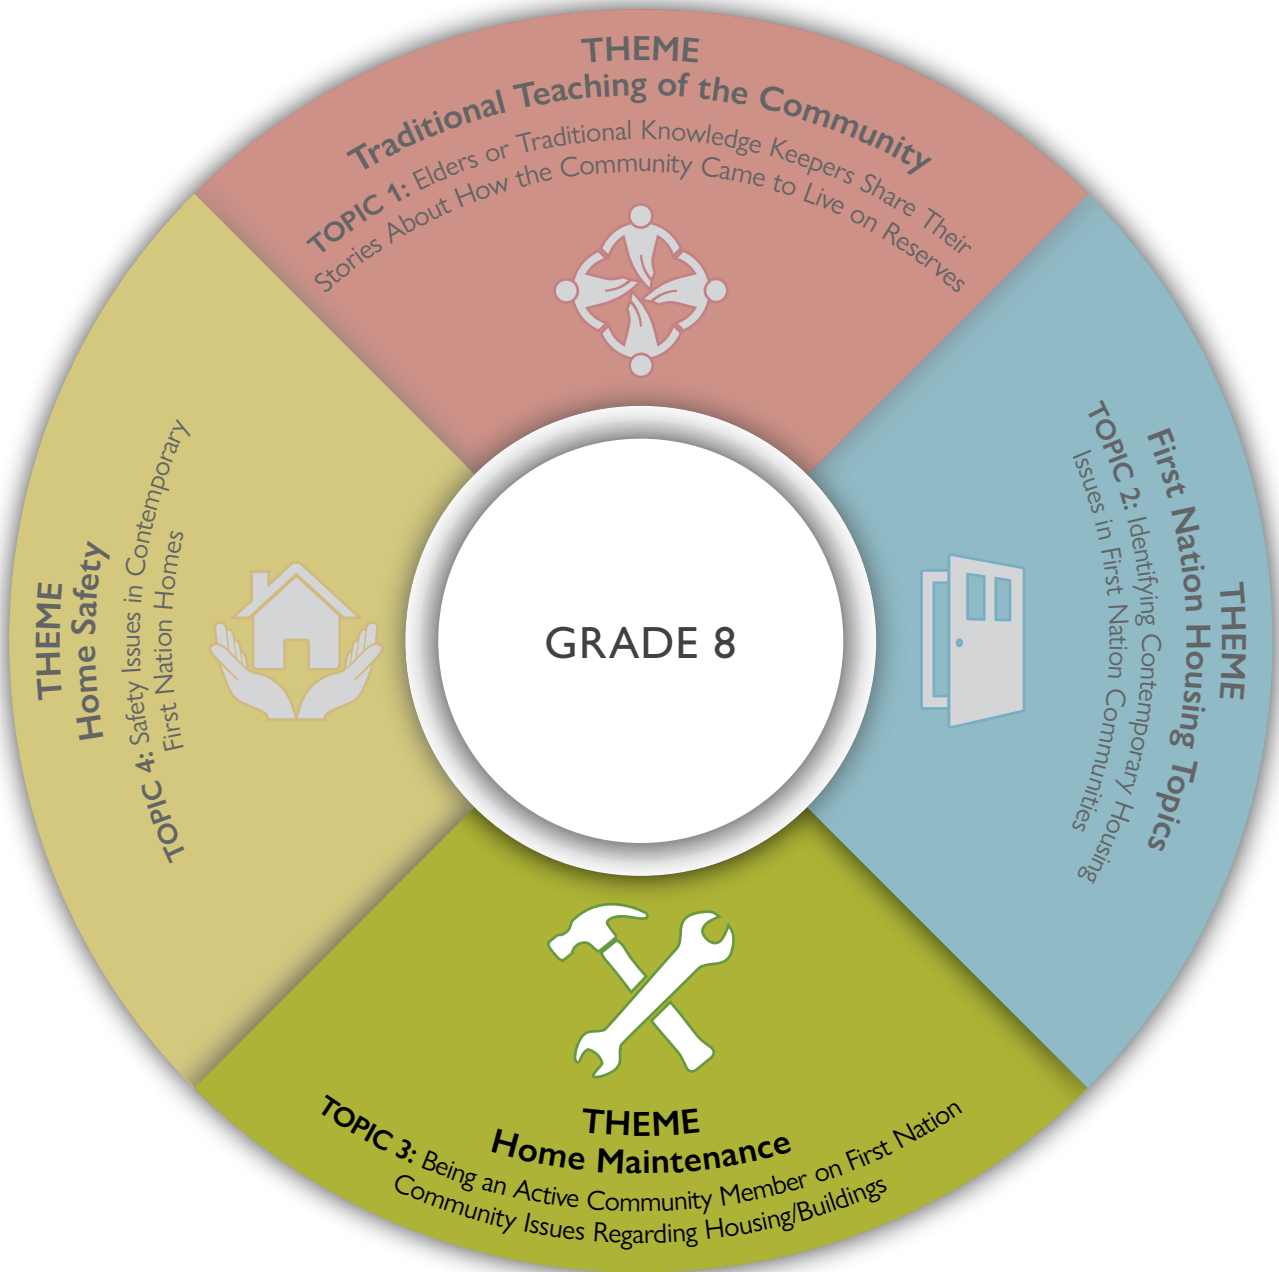 THEME
Traditional Teaching of the Community
TOPIC 1: Elders or Traditional Knowledge Keepers Share Their
Stories About How the Community Came to Live on Reserves
THEME
First Nation Housing Topics
TOPIC 2: Identifying Contemporary Housing
Issues in First Nation Communities
THEME
Home Maintenance
TOPIC 3: Being an Active Community Member on First Nation
Community Issues Regarding Housing/Buildings
THEME
Home Safety
TOPIC 4: Safety Issues in Contemporary
First Nation Homes
GRADE 8